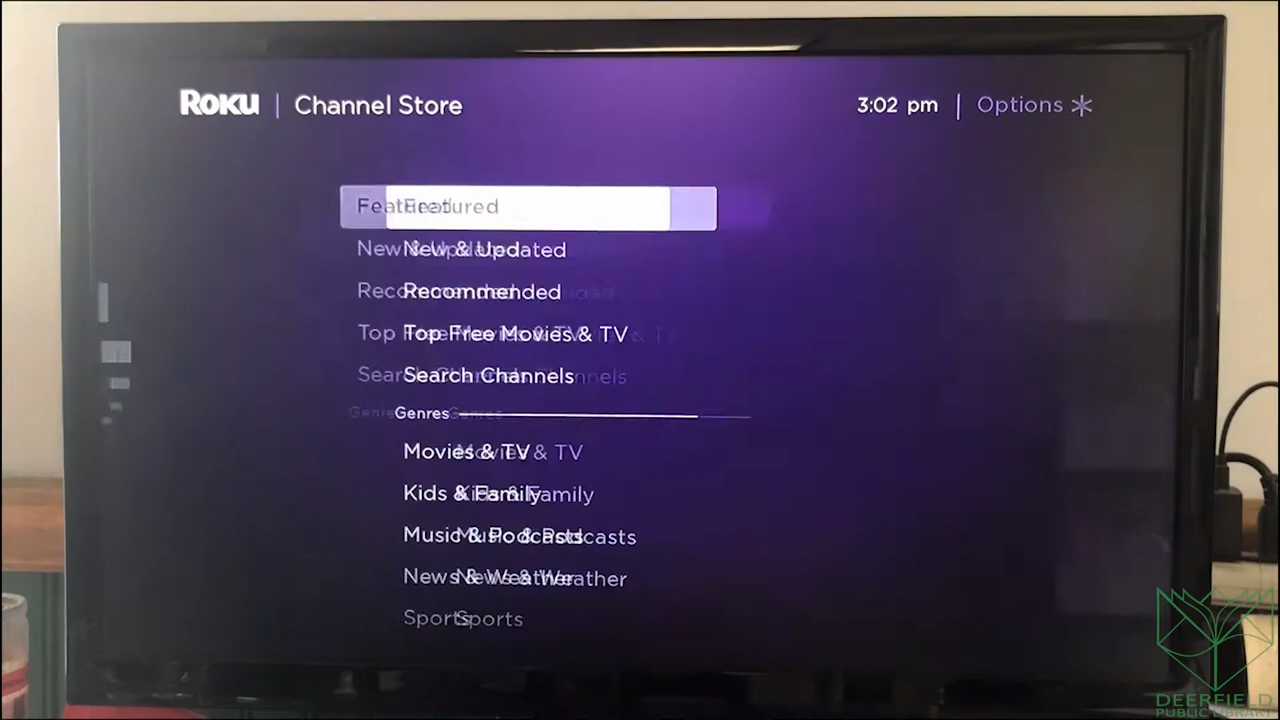 Roku | Channel Store
3:02 pm | Options
Featured
New & Updated
Recommended
Top Free Movies & TV
Search Channels
Genres
Movies & TV
Kids & Family
Music & Podcasts
News & Weather
Sports
DEERFIELD
PUBLIC LIBRARY